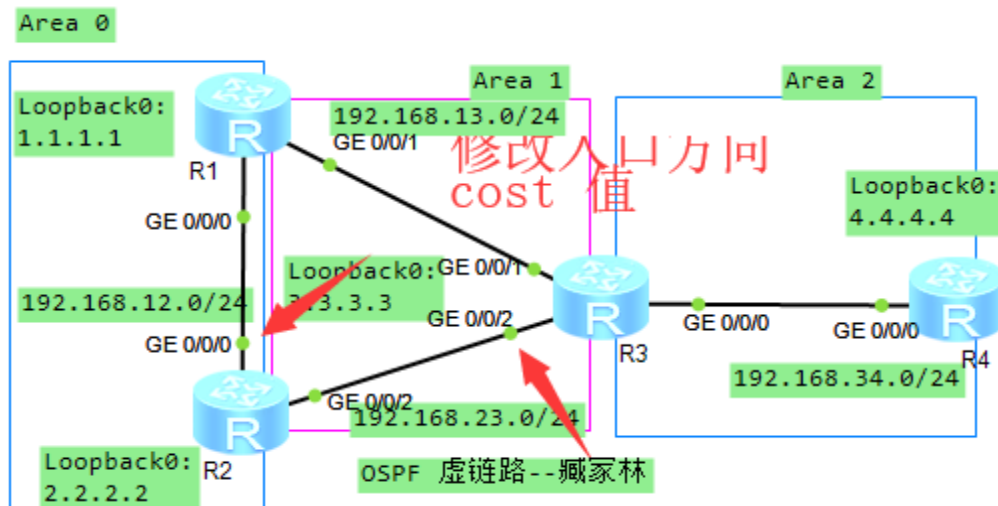 Area 0
Area 1
Area 2
Loopback0:
1.1.1.1
192.168.13.0/24
R
GE 0/0/1
修改入口方向
cost 值
R1
Loopback0:
4.4.4.4
GE 0/0/0
Loopback0:
3.3.3.3
GE 0/0/1
192.168.12.0/24
GE 0/0/2
R
R
GE 0/0/0
GE 0/0/0
GE 0/0/0
R3
R4
192.168.34.0/24
R
GE 0/0/2
192.168.23.0/24
R2
Loopback0:
2.2.2.2
OSPF 虚链路--臧冢林